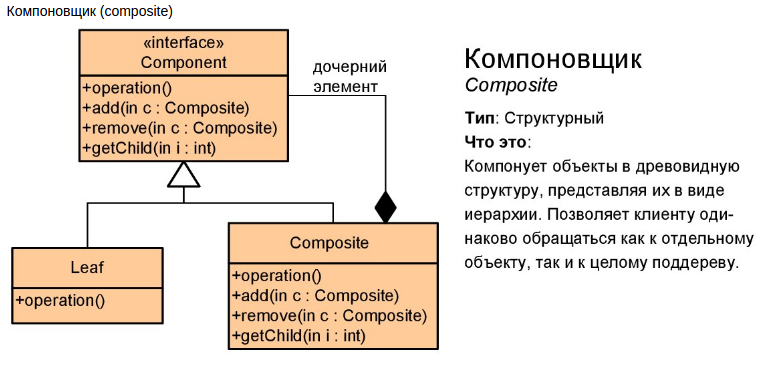 Компоновщик (composite)
«interface»
Component
+operation()
+add(in c : Composite)
+remove(in c : Composite)
+getChild(in i : int)
дочерний
элемент
Leaf
+operation()
Composite
+operation()
+add(in c : Composite)
+remove(in c : Composite)
+getChild(in i : int)
Компоновщик
Composite
Тип: Структурный
Что это:
Компонует объекты в древовидную
структуру, представляя их в виде
иерархии. Позволяет клиенту оди-
наково обращаться как к отдельному
объекту, так и к целому поддереву.